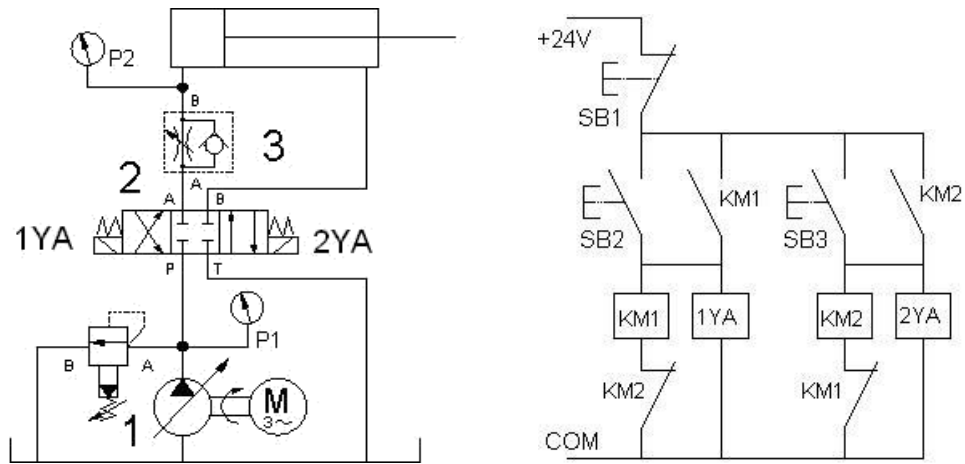 P2
B
3
A
2
A B
1YA
2YA
P T
P1
B A
1
M
3~
+24V
SB1
KM1
KM2
SB2
SB3
KM1
1YA
KM2
2YA
KM2
KM1
COM